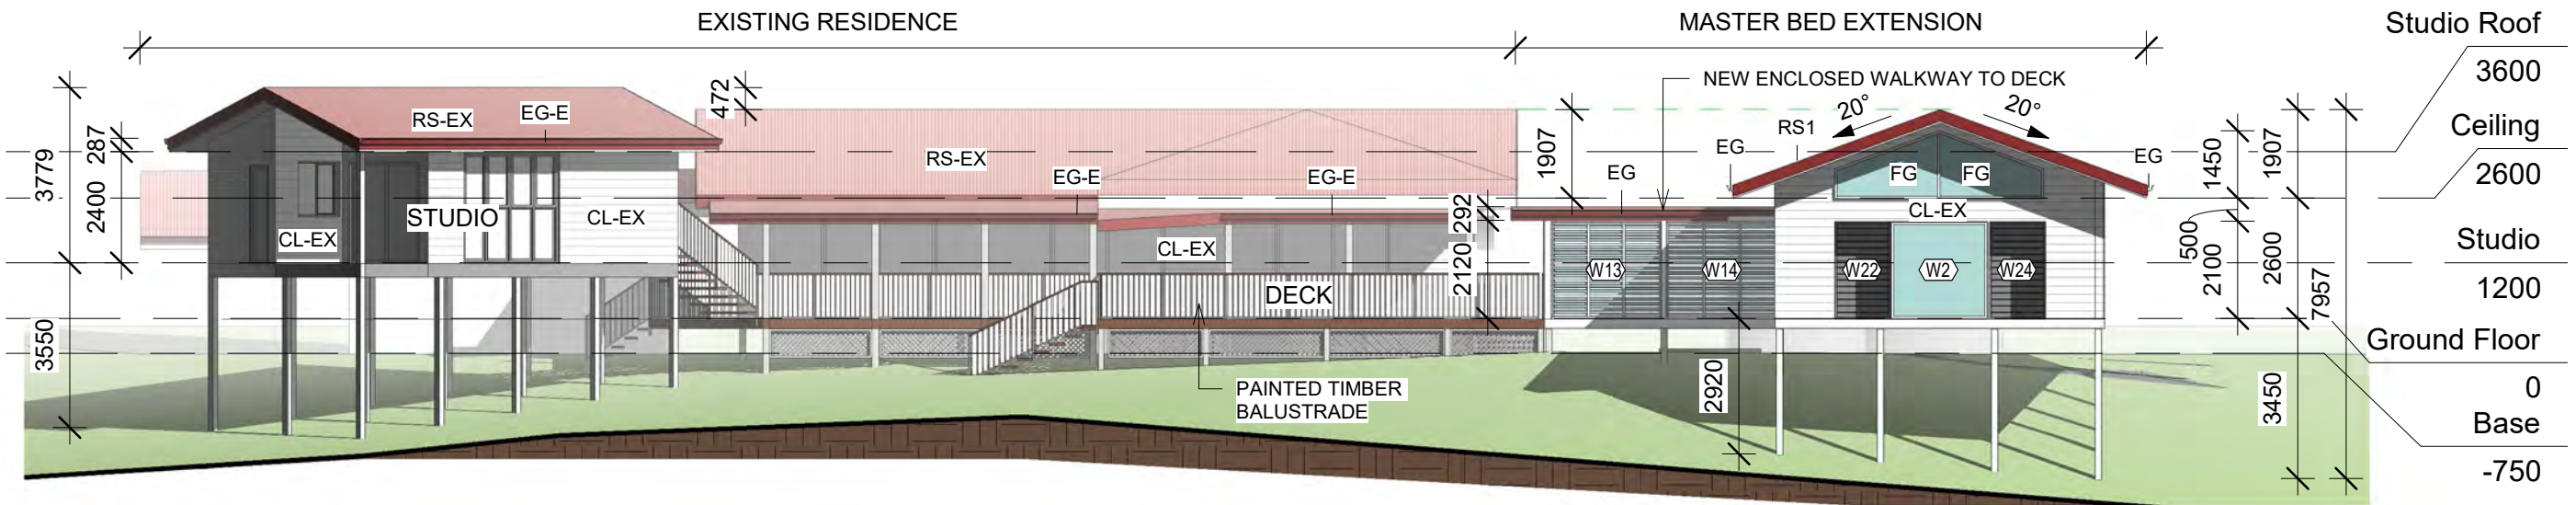 EXISTING RESIDENCE
MASTER BED EXTENSION
Studio Roof
3600
Ceiling
2600
Studio
1200
Ground Floor
0
Base
-750
NEW ENCLOSED WALKWAY TO DECK
20°
20°
472
RS-EX
EG-E
RS1
EG
EG
EG
3779
287
2400
3550
STUDIO
CL-EX
CL-EX
RS-EX
EG-E
EG-E
CL-EX
DECK
292
2120
1907
W13
W14
FG
FG
CL-EX
W22
W2
W24
1450
500
2100
1907
2600
7957
3450
2920
PAINTED TIMBER
BALUSTRADE